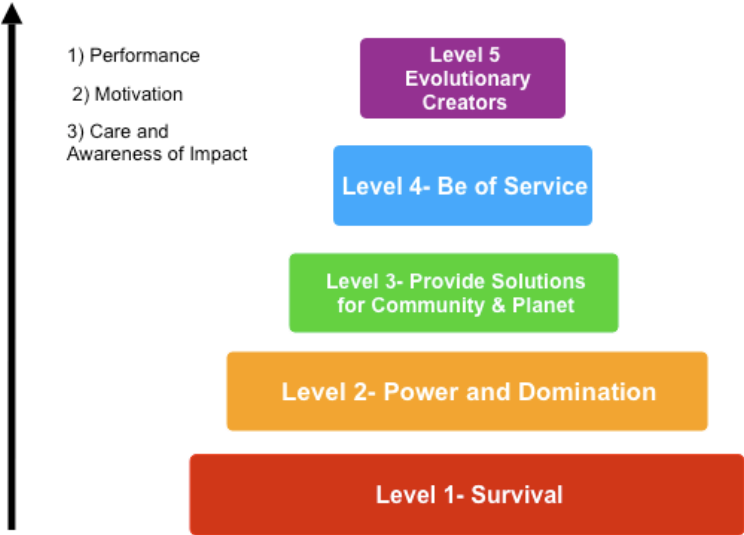 1) Performance
2) Motivation
3) Care and
Awareness of Impact
Level 5
Evolutionary
Creators
Level 4- Be of Service
Level 3- Provide Solutions
for Community & Planet
Level 2- Power and Domination
Level 1- Survival